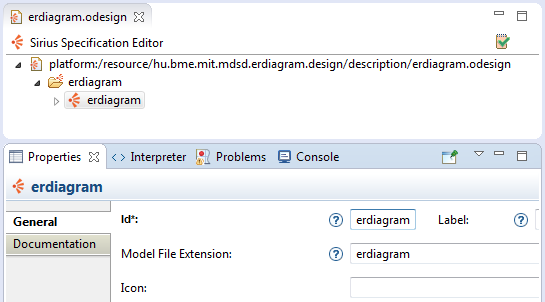 erdiagram.odesign
Sirius Specification Editor
platform:/resource/hu.bme.mit.mdsd.erdiagram.design/description/erdiagram.odesign
erdiagram
erdiagram
Properties Interpreter Problems Console
erdiagram
General
Documentation
Id*: ? erdiagram Label: ?
Model File Extension: ? erdiagram
Icon: